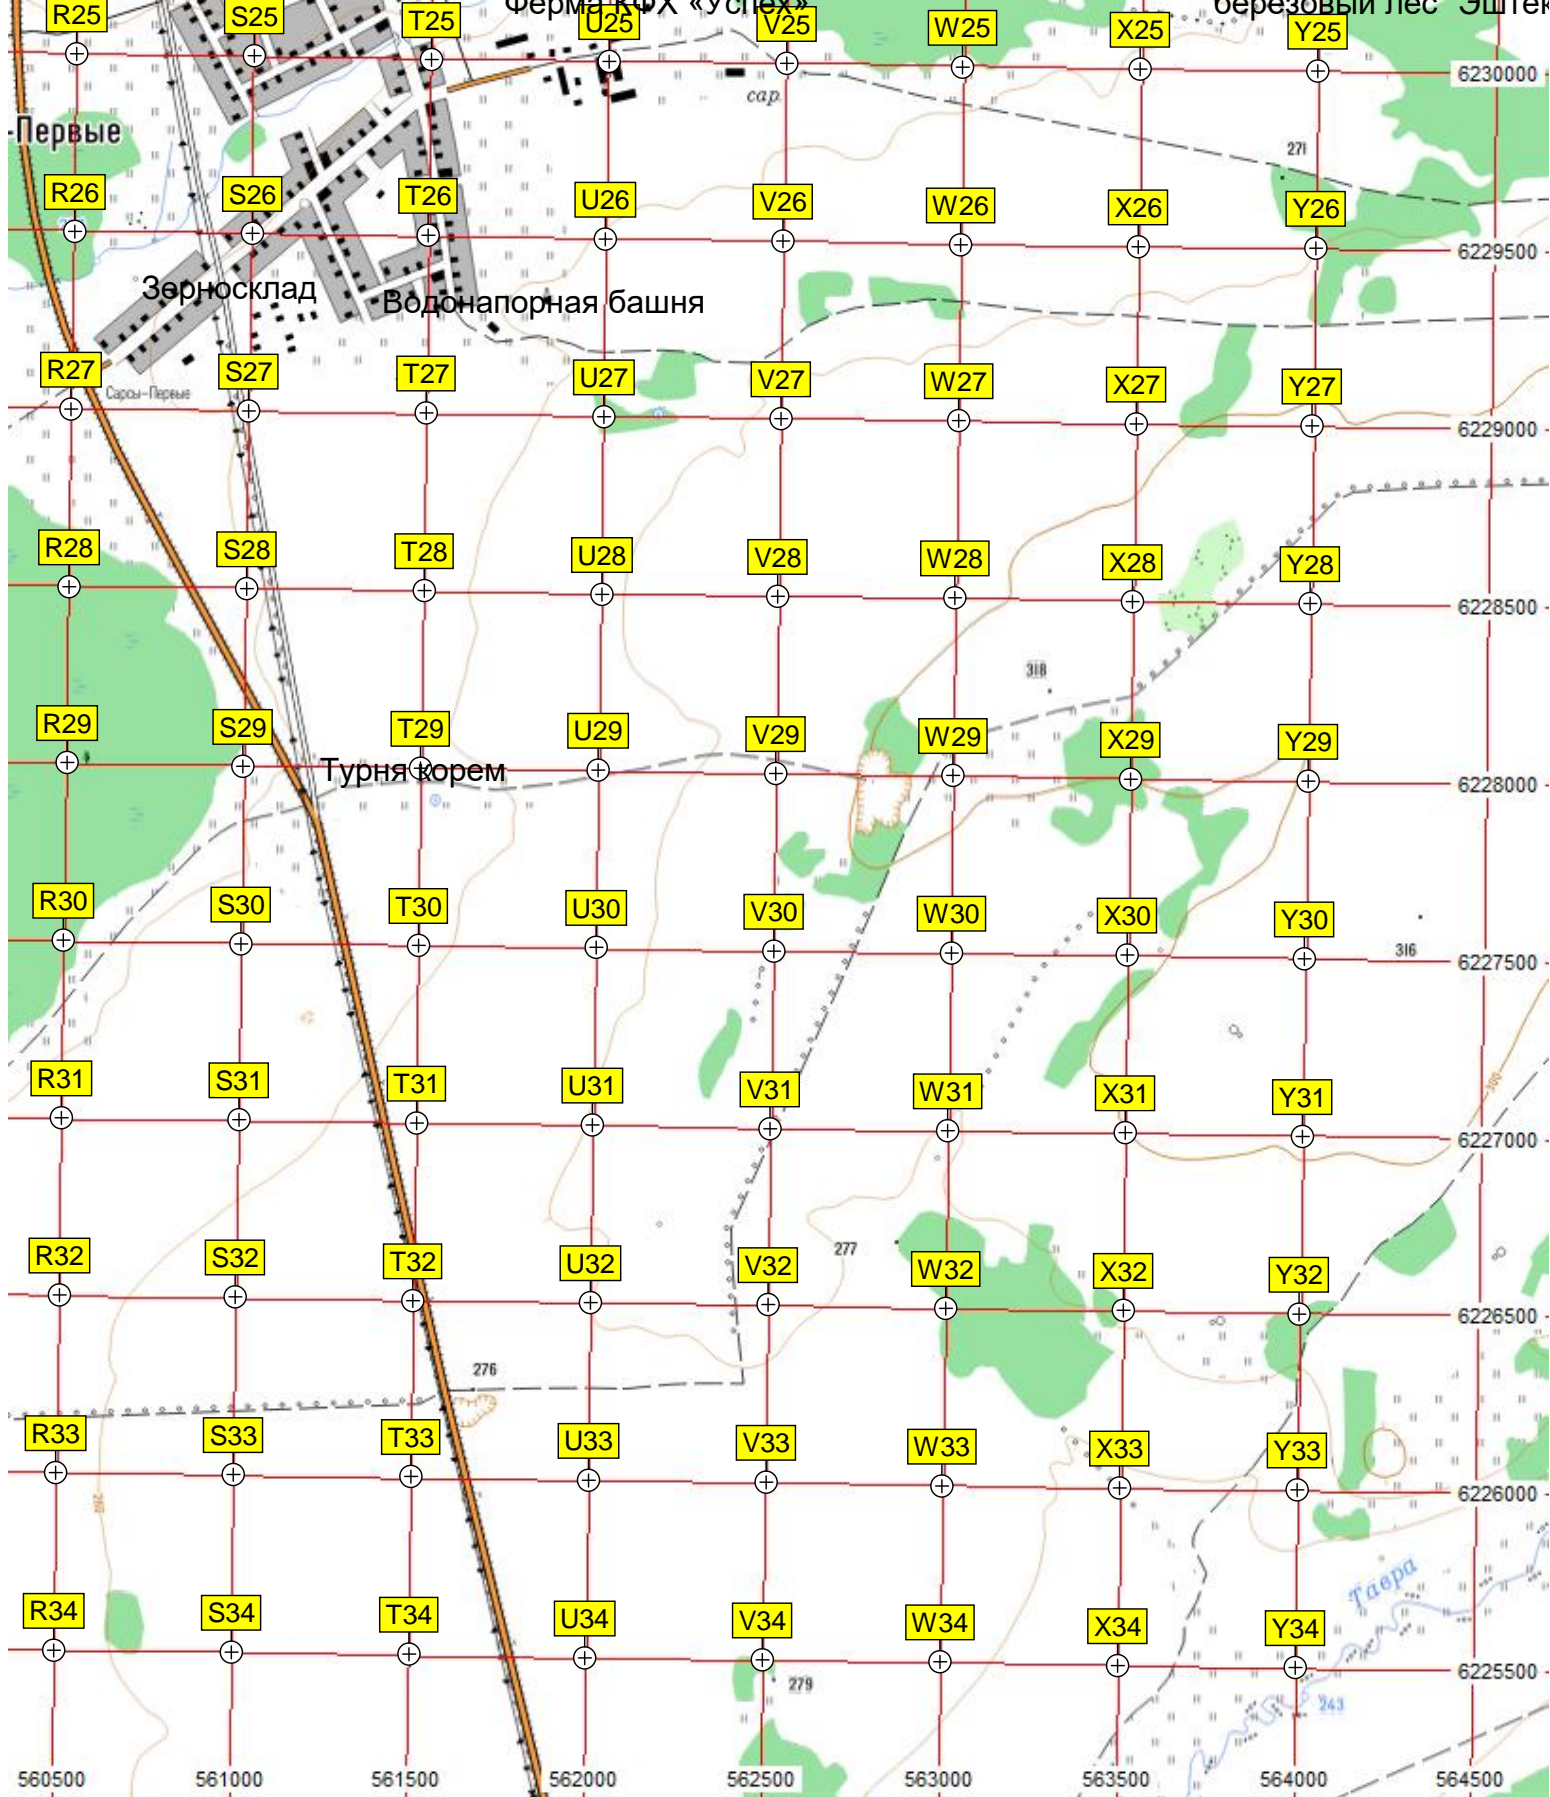 Ферма КФХ «Успех»
березовый лес "Эштек
R25 S25 T25 U25 V25 W25 X25 Y25
6230000
сар.
-Первые
271
R26 S26 T26 U26 V26 W26 X26 Y26
6229500
Зерносклад
Водонапорная башня
R27 S27 T27 U27 V27 W27 X27 Y27
Сарсы-Первые
6229000
R28 S28 T28 U28 V28 W28 X28 Y28
6228500
318
R29 S29 T29 U29 V29 W29 X29 Y29
Турня корем
6228000
R30 S30 T30 U30 V30 W30 X30 Y30
316
6227500
R31 S31 T31 U31 V31 W31 X31 Y31
300
6227000
277
R32 S32 T32 U32 V32 W32 X32 Y32
6226500
276
R33 S33 T33 U33 V33 W33 X33 Y33
6226000
Тавра
R34 S34 T34 U34 V34 W34 X34 Y34
6225500
279
243
560500 561000 561500 562000 562500 563000 563500 564000 564500